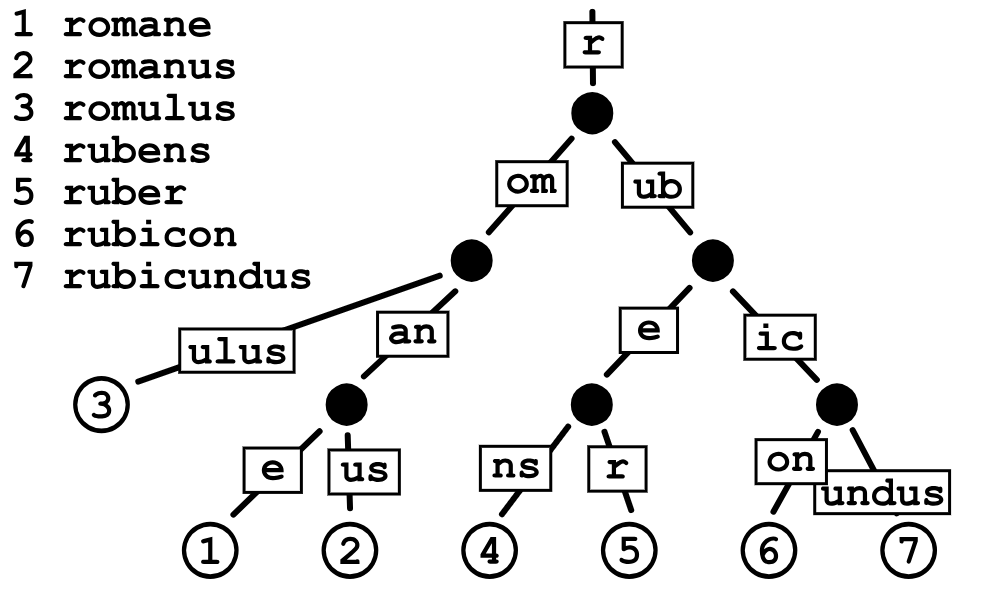 1 romane
2 romanus
3 romulus
4 rubens
5 ruber
6 rubicon
7 rubicundus
r
om
ub
ulus
an
e
ic
3
e
us
ns
r
on
undus
1
2
4
5
6
7